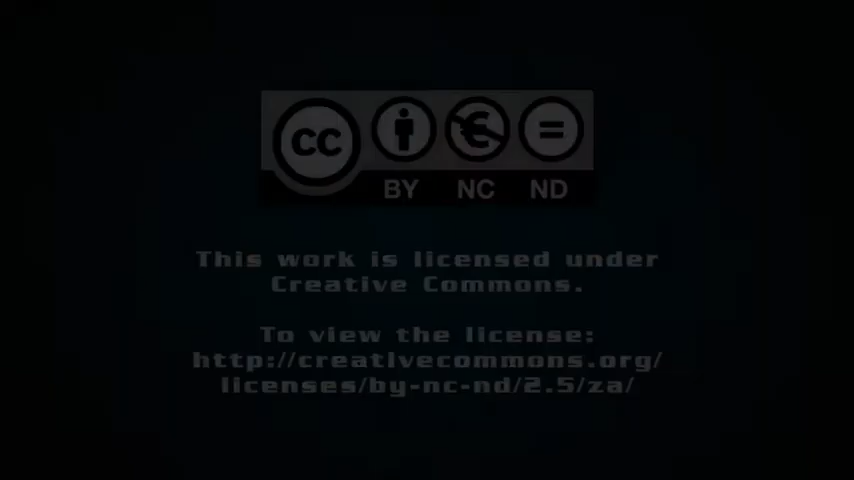 cc
BY NC ND
This work is licensed under
Creative Commons.
To view the license:
http://creativecommons.org/
licenses/by-nc-nd/2.5/za/